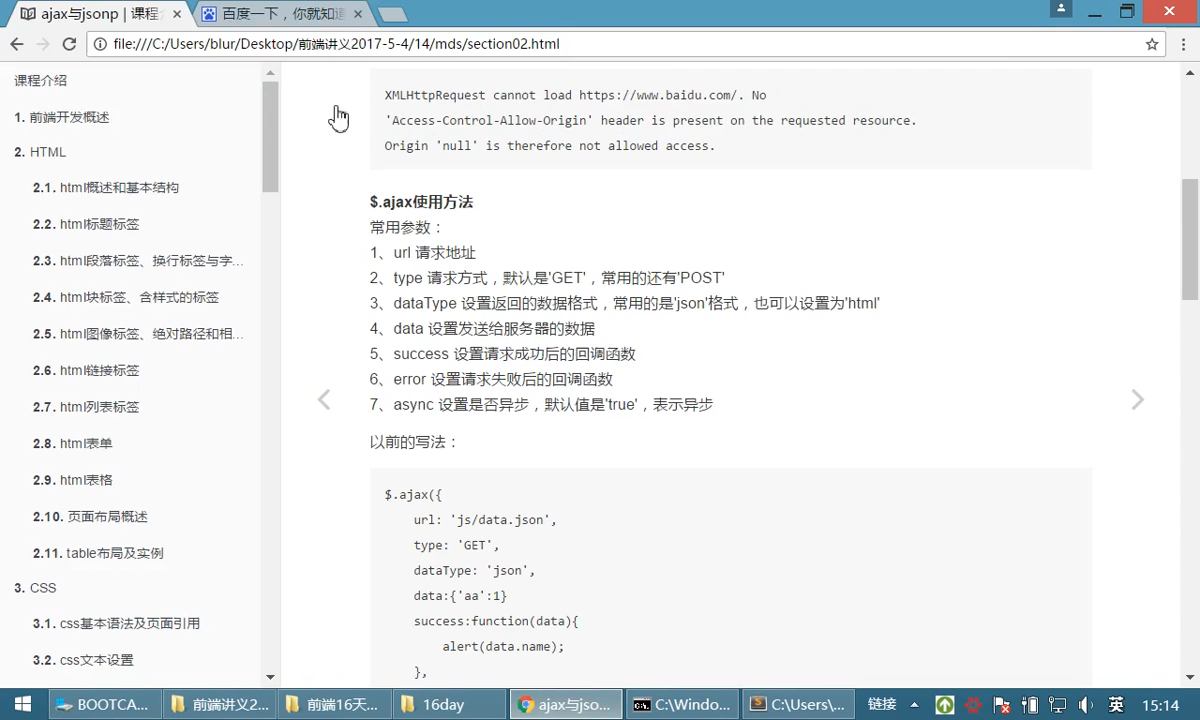 ajax与jsonp | 课程
百度一下，你就知道
file:///C:/Users/blur/Desktop/前端讲义2017-5-4/14/mds/section02.html
课程介绍
1. 前端开发概述
2. HTML
2.1. html概述和基本结构
2.2. html标题标签
2.3. html段落标签、换行标签与字...
2.4. html块标签、含样式的标签
2.5. html图像标签、绝对路径和相...
2.6. html链接标签
2.7. html列表标签
2.8. html表单
2.9. html表格
2.10. 页面布局概述
2.11. table布局及实例
3. CSS
3.1. css基本语法及页面引用
3.2. css文本设置
XMLHttpRequest cannot load https://www.baidu.com/. No
'Access-Control-Allow-Origin' header is present on the requested resource.
Origin 'null' is therefore not allowed access.
$.ajax使用方法
常用参数：
1、url 请求地址
2、type 请求方式，默认是'GET'，常用的还有'POST'
3、dataType 设置返回的数据格式，常用的是'json'格式，也可以设置为'html'
4、data 设置发送给服务器的数据
5、success 设置请求成功后的回调函数
6、error 设置请求失败后的回调函数
7、async 设置是否异步，默认值是'true'，表示异步
以前的写法：
$.ajax({
url: 'js/data.json',
type: 'GET',
dataType: 'json',
data:{'aa':1}
success:function(data){
alert(data.name);
},
BOOTCA...
前端讲义2...
前端16天...
16day
ajax与jso...
C:\Windo...
C:\Users\...
链接
英
15:14